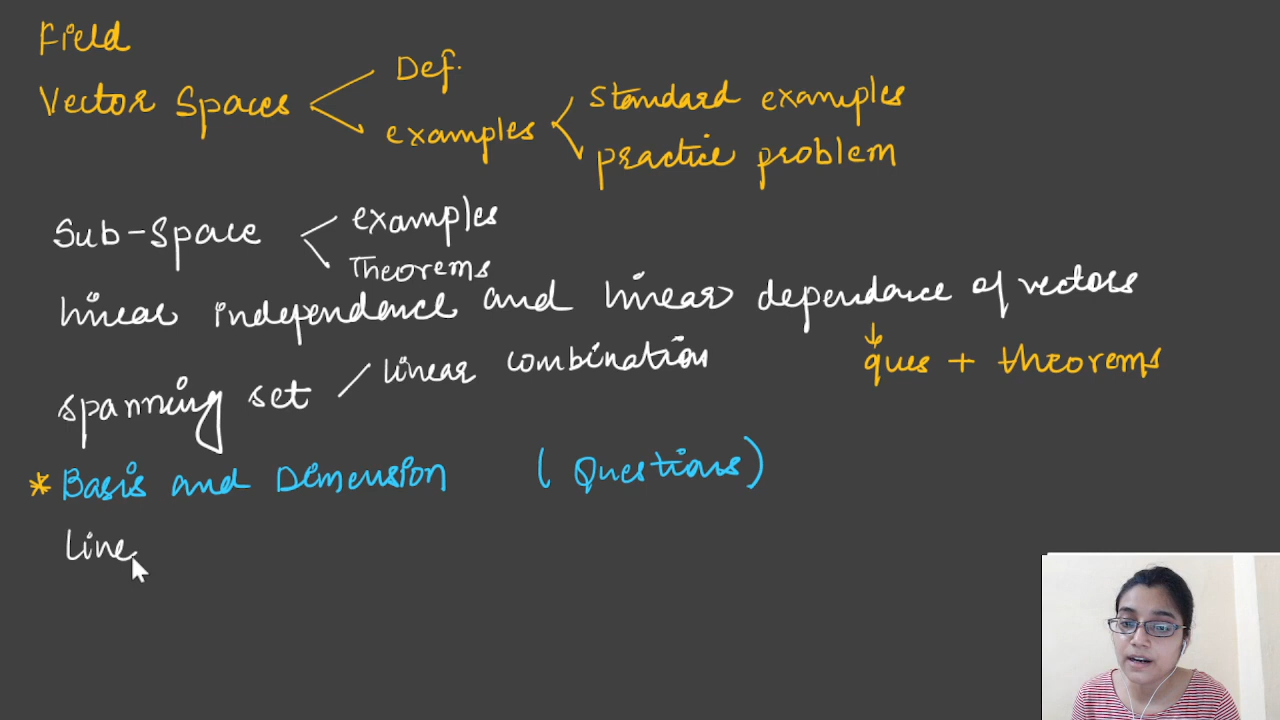 Field
Vector Spaces
Def.
examples
Standard examples
practice problem
Sub-Space
examples
Theorems
linear independence and linear dependance of vectors
ques + theorems
spanning set
linear combination
* Basis and Dimension (Questions)
Line